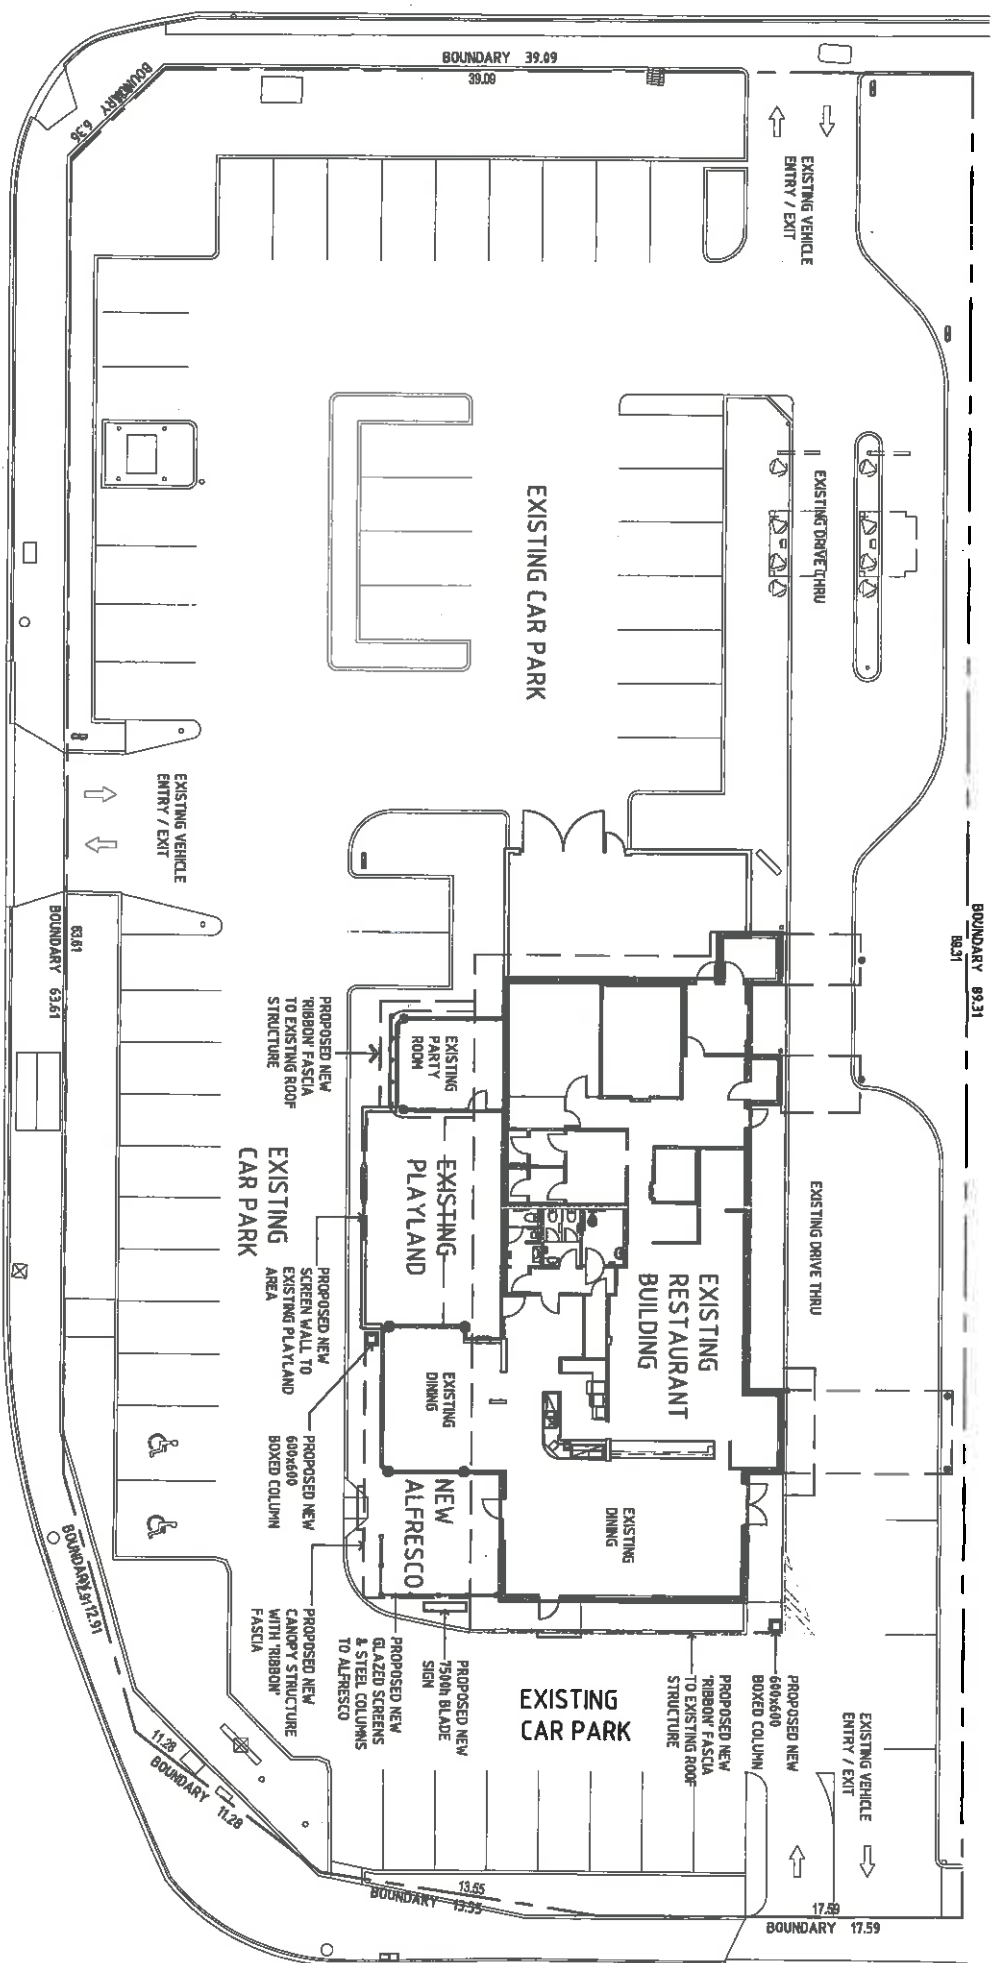 BOUNDARY 39.09
39.09
BOUNDARY 6.36
EXISTING VEHICLE
ENTRY / EXIT
EXISTING DRIVE THRU
EXISTING CAR PARK
EXISTING VEHICLE
ENTRY / EXIT
BOUNDARY 89.31
89.31
63.61
BOUNDARY 63.61
PROPOSED NEW
'RIBBON' FASCIA
TO EXISTING ROOF
STRUCTURE
EXISTING
PARTY
ROOM
EXISTING
PLAYLAND
EXISTING
CAR PARK
EXISTING DRIVE THRU
EXISTING
RESTAURANT
BUILDING
PROPOSED NEW
SCREEN WALL TO
EXISTING PLAYLAND
AREA
EXISTING
DINING
PROPOSED NEW
600x600
BOXED COLUMN
NEW
ALFRESCO
EXISTING
DINING
PROPOSED NEW
CANOPY STRUCTURE
WITH 'RIBBON'
FASCIA
PROPOSED NEW
GLAZED SCREENS
& STEEL COLUMNS
TO ALFRESCO
PROPOSED NEW
7500h BLADE
SIGN
EXISTING
CAR PARK
PROPOSED NEW
'RIBBON' FASCIA
TO EXISTING ROOF
STRUCTURE
PROPOSED NEW
600x600
BOXED COLUMN
EXISTING VEHICLE
ENTRY / EXIT
BOUNDARY 12.91
11.28
BOUNDARY 11.28
13.55
BOUNDARY 13.55
17.59
BOUNDARY 17.59